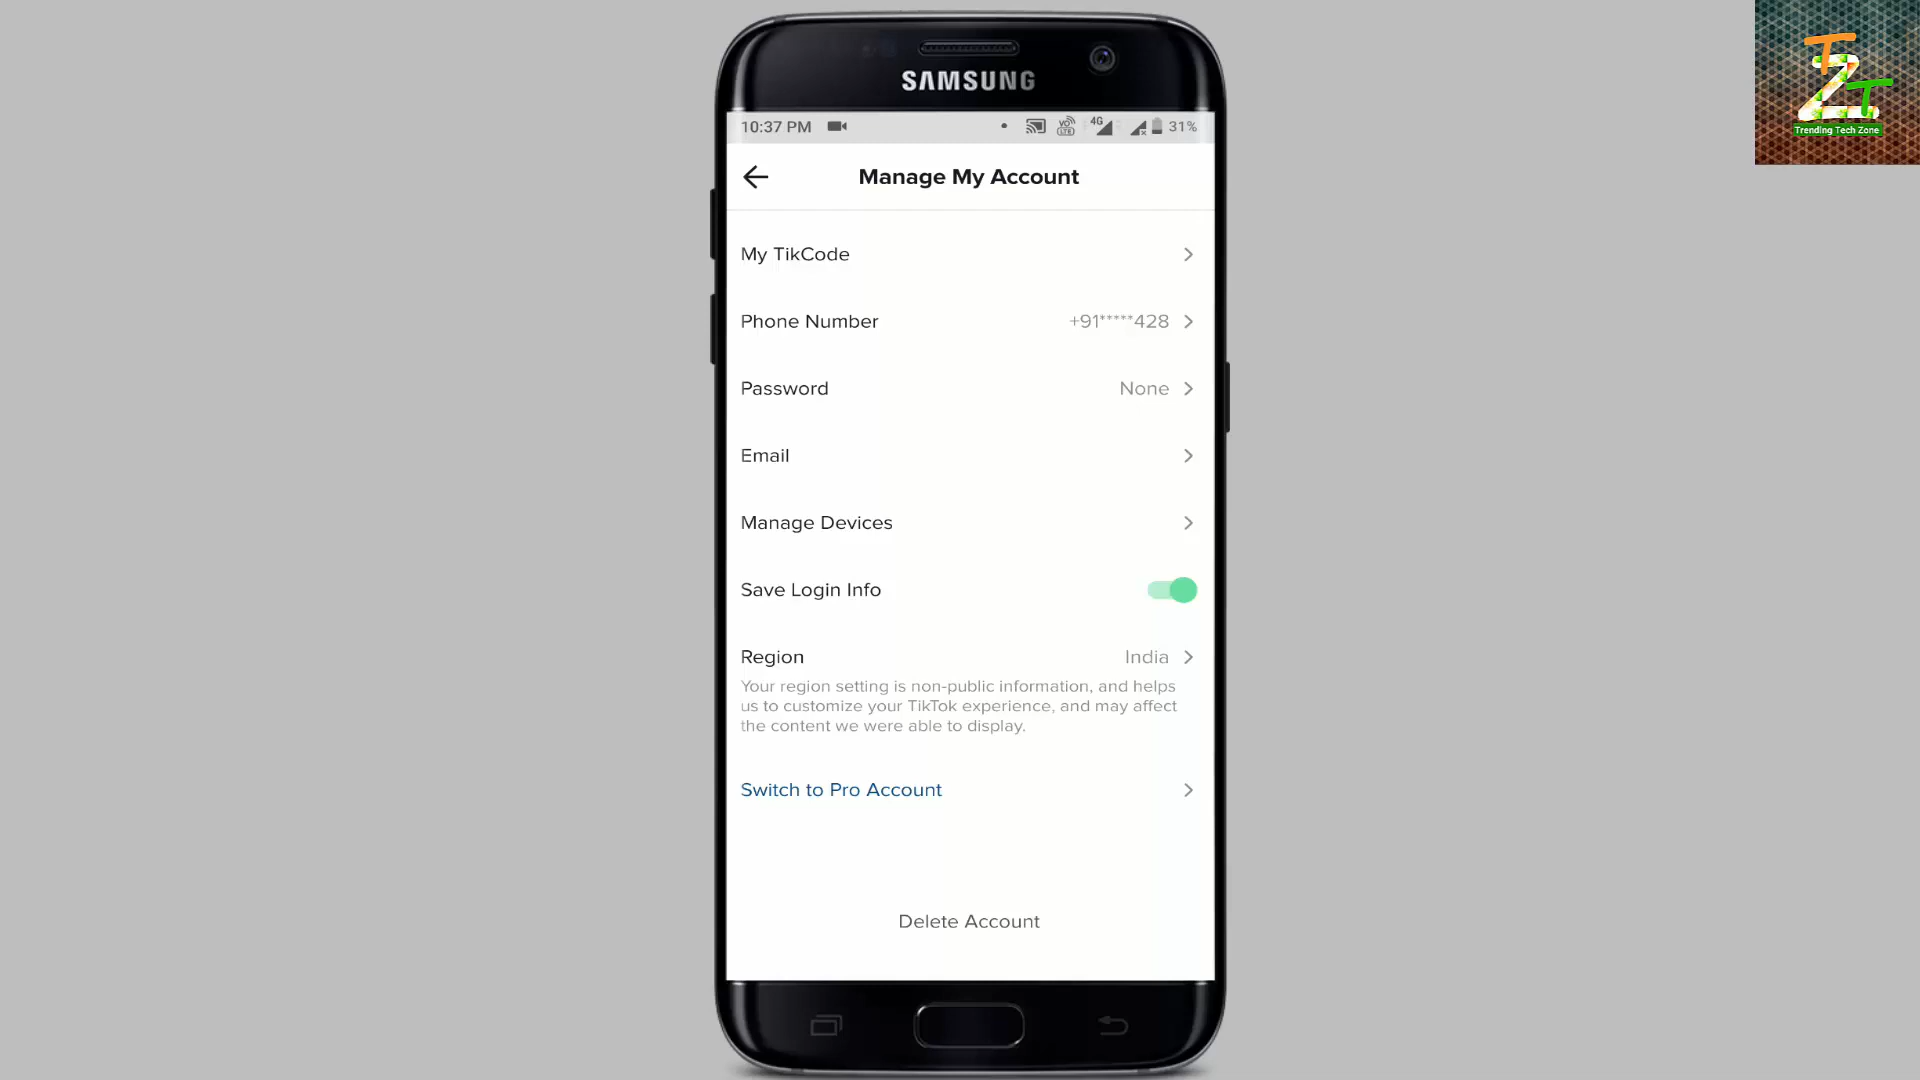 SAMSUNG
10:37 PM
4G
31%
Manage My Account
My TikCode
Phone Number +91*****428
Password None
Email
Manage Devices
Save Login Info
Region India
Your region setting is non-public information, and helps
us to customize your TikTok experience, and may affect
the content we were able to display.
Switch to Pro Account
Delete Account
TZT
Trending Tech Zone